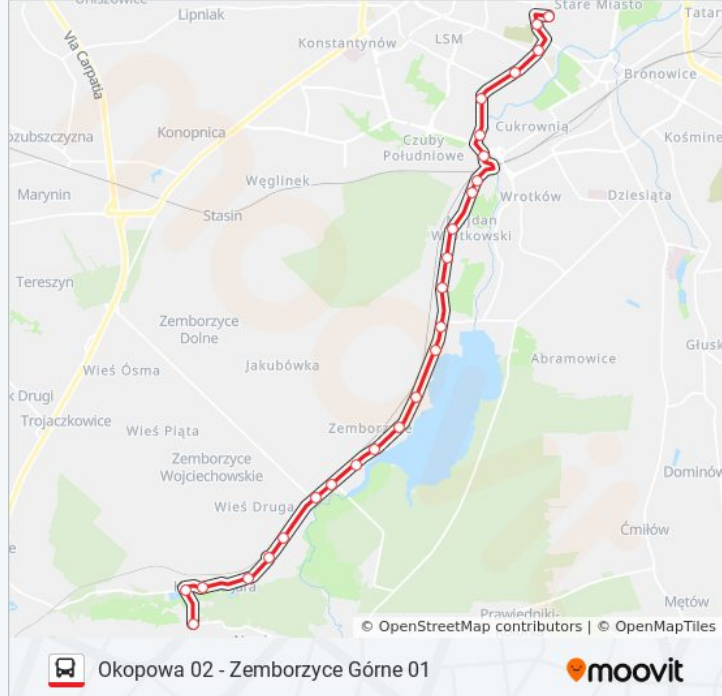 Stare Miasto
Lipniak
Tatar
LSM
Konstantynów
Via Carpatia
Bronowice
Konopnica
Cukrownia
ozubszczyzna
Czuby
Południowe
Kośmine
Węglinek
Marynin
Wrotków
Dziesiąta
Stasin
Tereszyn
Zemborzyce
Dolne
Głusk
Abramowice
Jakubówka
Wieś Ósma
k Drugi
Trojaczkowice
Wieś Piąta
Zemborzyce
Wojciechowskie
Dominów
Wieś Druga
Ćmiłów
Mętów
Prawiedniki-
© OpenStreetMap contributors | © OpenMapTiles
Okopowa 02 - Zemborzyce Górne 01
moovit